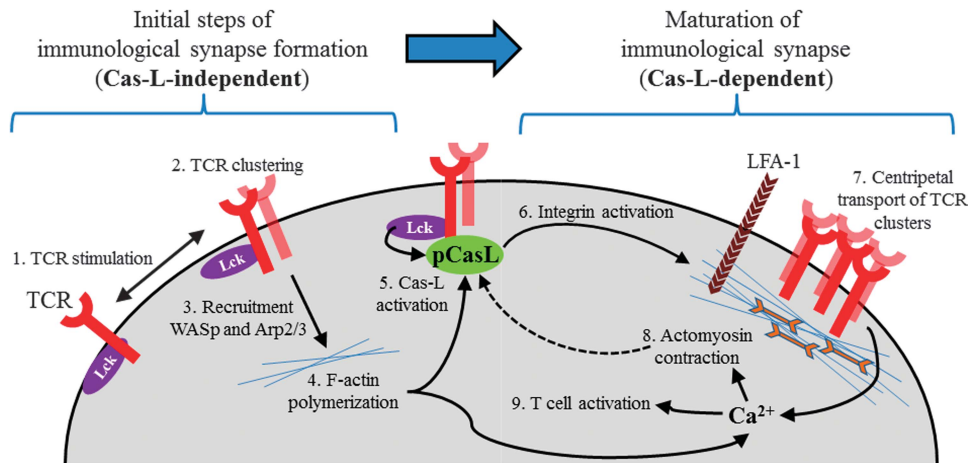 Initial steps of
immunological synapse formation
(Cas-L-independent)
Maturation of
immunological synapse
(Cas-L-dependent)
2. TCR clustering
1. TCR stimulation
TCR
Lck
Lck
3. Recruitment
WASp and Arp2/3
4. F-actin
polymerization
Lck
pCasL
5. Cas-L
activation
6. Integrin activation
LFA-1
7. Centripetal
transport of TCR
clusters
8. Actomyosin
contraction
9. T cell activation
Ca²⁺